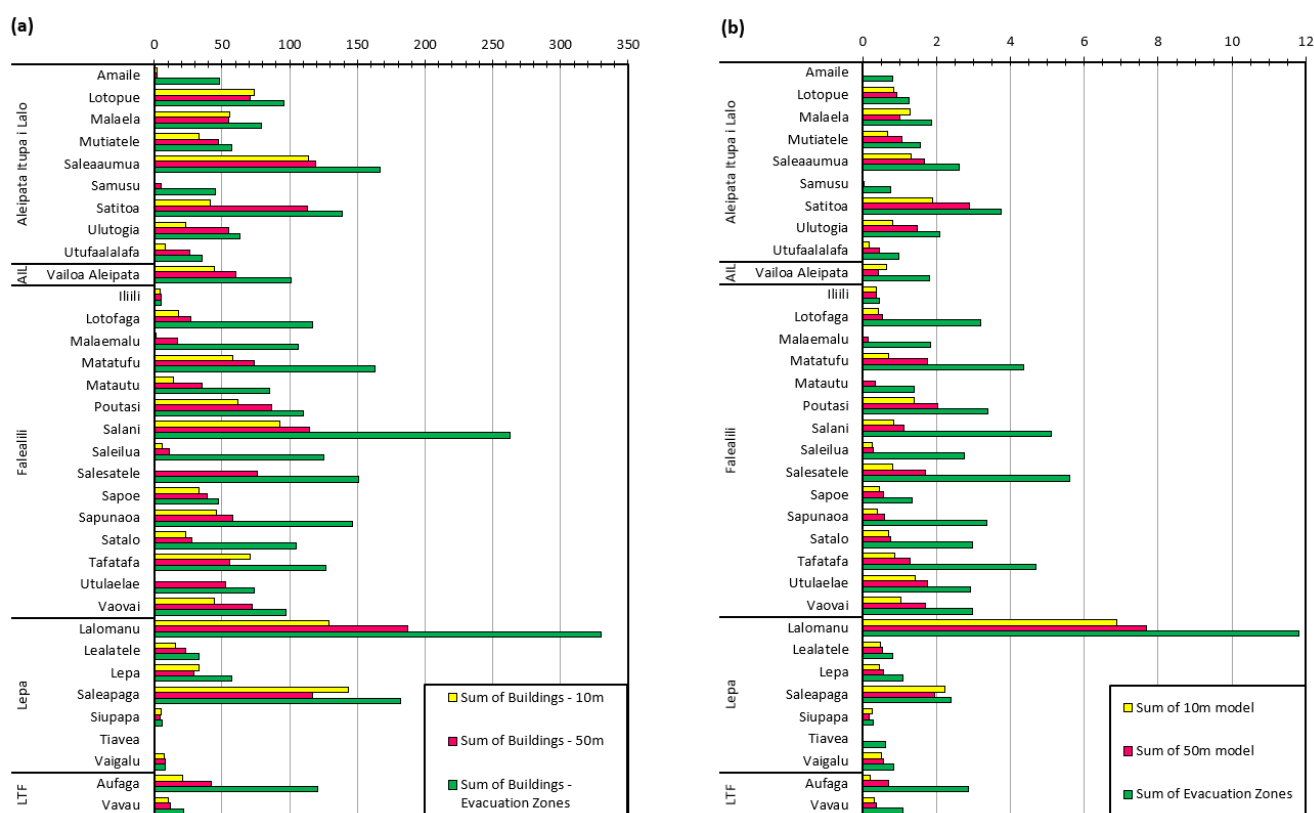 (a)
0 50 100 150 200 250 300 350
Aleipata Itupa i Lalo
Amaile
Lotopue
Malaela
Mutiatele
Saleaaumua
Samusu
Satitoa
Ulutogia
Utufaalalafa
AIL
Vailoa Aleipata
Falealili
Iliili
Lotofaga
Malaemalu
Matatufu
Matautu
Poutasi
Salani
Saleilua
Salesatele
Sapoe
Sapunaoa
Satalo
Tafatafa
Utulaelae
Vaovai
Lepa
Lalomanu
Lealatele
Lepa
Saleapaga
Siupapa
Tiavea
Vaigalu
LTF
Aufaga
Vavau
Sum of Buildings - 10m
Sum of Buildings - 50m
Sum of Buildings -
Evacuation Zones
(b)
0 2 4 6 8 10 12
Aleipata Itupa i Lalo
Amaile
Lotopue
Malaela
Mutiatele
Saleaaumua
Samusu
Satitoa
Ulutogia
Utufaalalafa
AIL
Vailoa Aleipata
Falealili
Iliili
Lotofaga
Malaemalu
Matatufu
Matautu
Poutasi
Salani
Saleilua
Salesatele
Sapoe
Sapunaoa
Satalo
Tafatafa
Utulaelae
Vaovai
Lepa
Lalomanu
Lealatele
Lepa
Saleapaga
Siupapa
Tiavea
Vaigalu
LTF
Aufaga
Vavau
Sum of 10m model
Sum of 50m model
Sum of Evacuation Zones